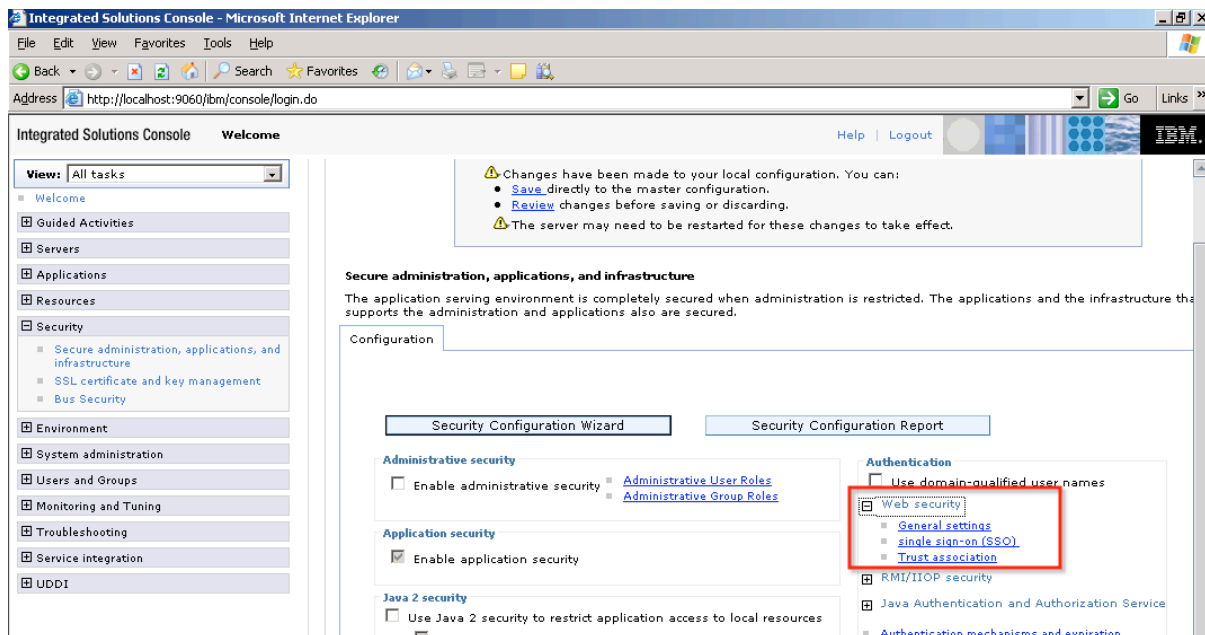 Integrated Solutions Console - Microsoft Internet Explorer
File Edit View Favorites Tools Help
Back Search Favorites
Address http://localhost:9060/ibm/console/login.do Go Links »
Integrated Solutions Console Welcome Help | Logout IBM.
View: All tasks
Welcome
Guided Activities
Servers
Applications
Resources
Security
Secure administration, applications, and
infrastructure
SSL certificate and key management
Bus Security
Environment
System administration
Users and Groups
Monitoring and Tuning
Troubleshooting
Service integration
UDDI
Changes have been made to your local configuration. You can:
Save directly to the master configuration.
Review changes before saving or discarding.
The server may need to be restarted for these changes to take effect.
Secure administration, applications, and infrastructure
The application serving environment is completely secured when administration is restricted. The applications and the infrastructure tha
supports the administration and applications also are secured.
Configuration
Security Configuration Wizard Security Configuration Report
Administrative security
Enable administrative security
Administrative User Roles
Administrative Group Roles
Application security
Enable application security
Java 2 security
Use Java 2 security to restrict application access to local resources
Authentication
Use domain-qualified user names
Web security
General settings
single sign-on (SSO)
Trust association
RMI/IIOP security
Java Authentication and Authorization Service
Authentication mechanisms and expiration